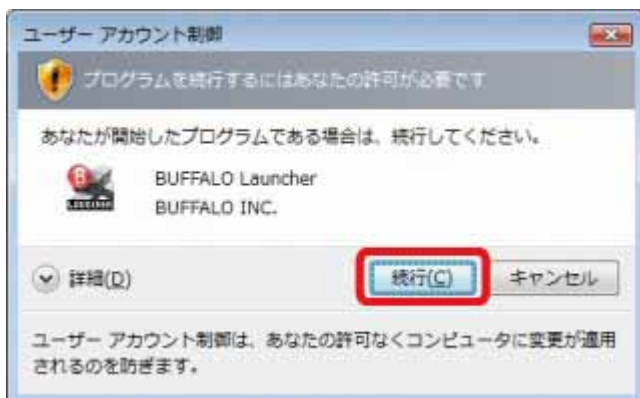 ユーザー アカウント制御
プログラムを続行するにはあなたの許可が必要です
あなたが開始したプログラムである場合は、続行してください。
BUFFALO Launcher
BUFFALO INC.
詳細(D)
続行(C)
キャンセル
ユーザー アカウント制御は、あなたの許可なくコンピュータに変更が適用
されるのを防ぎます。